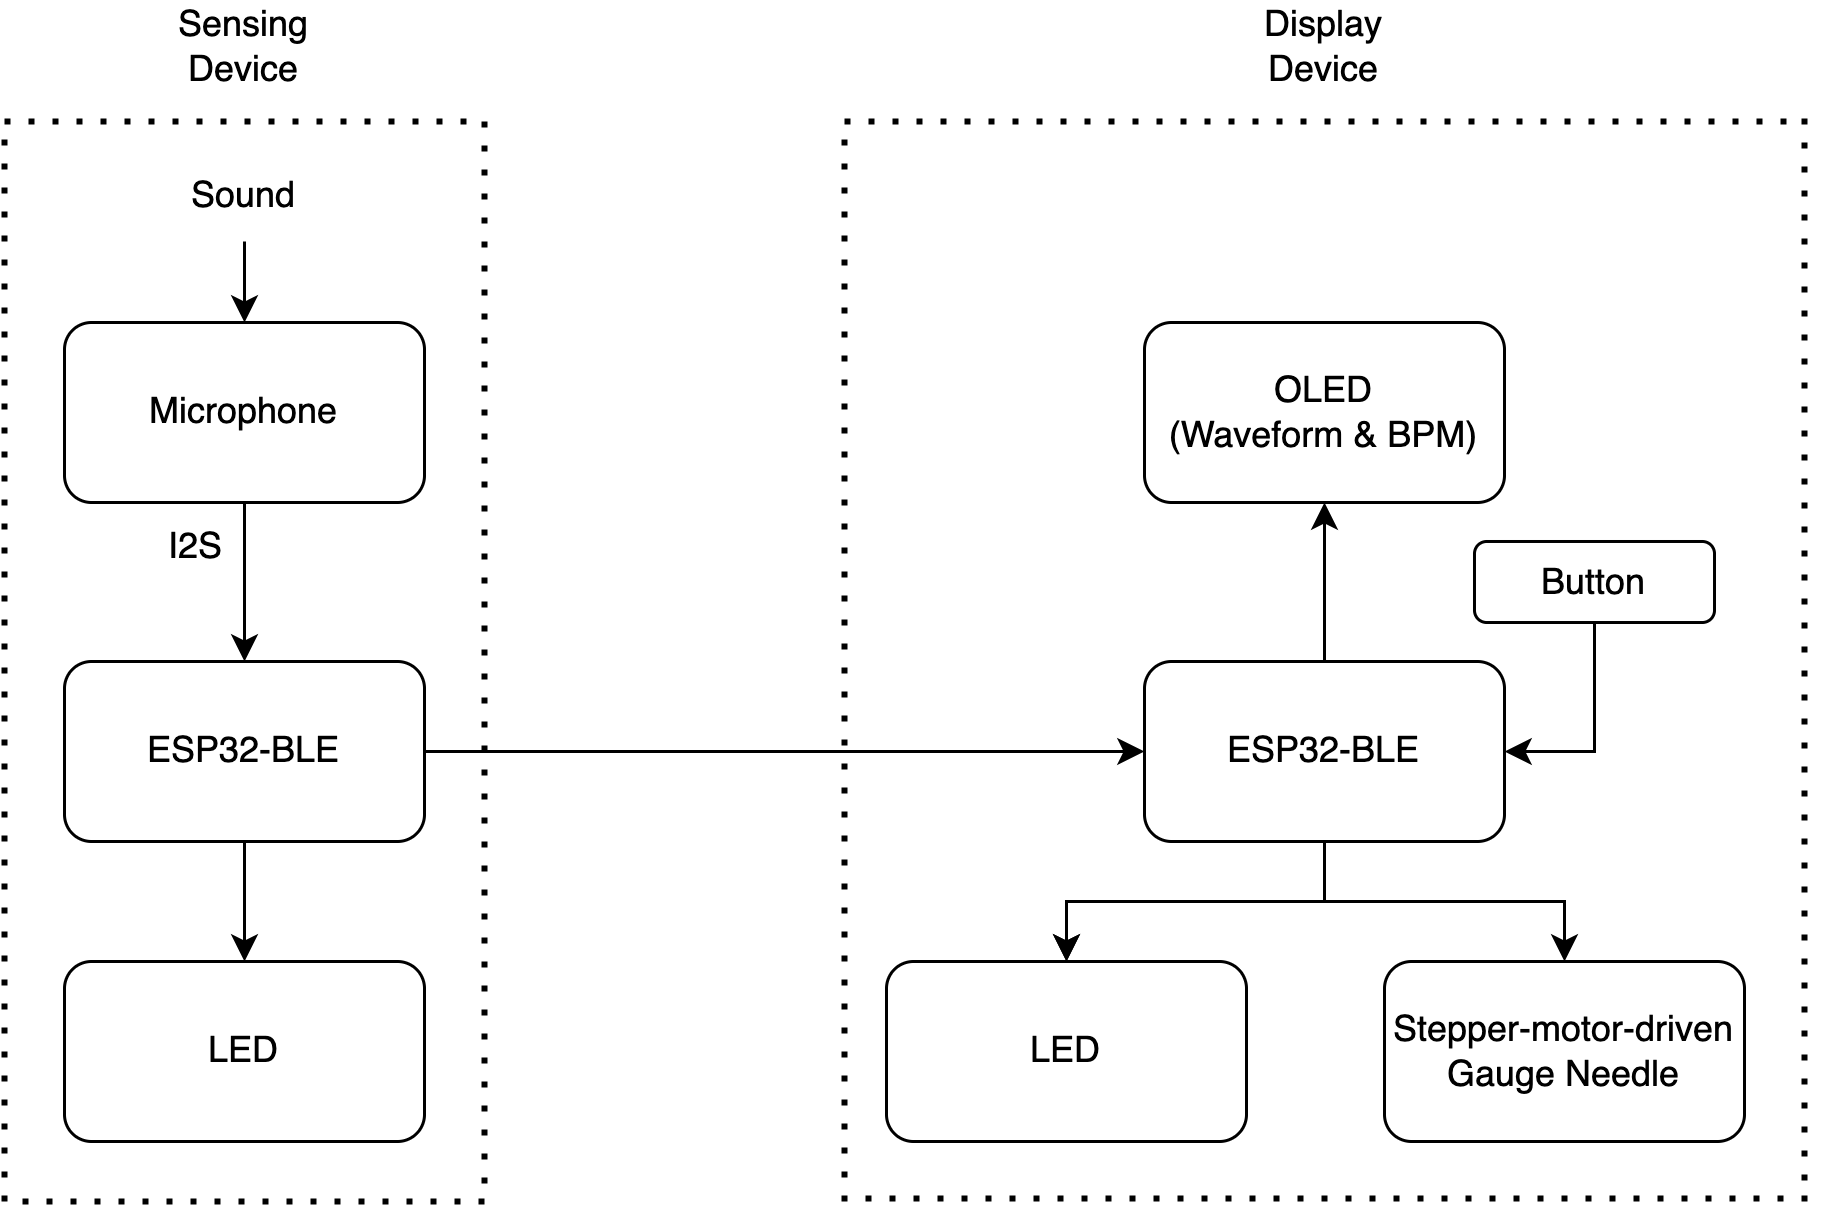 Sensing
Device
Sound
Microphone
I2S
ESP32-BLE
LED
Display
Device
OLED
(Waveform & BPM)
Button
ESP32-BLE
LED
Stepper-motor-driven
Gauge Needle